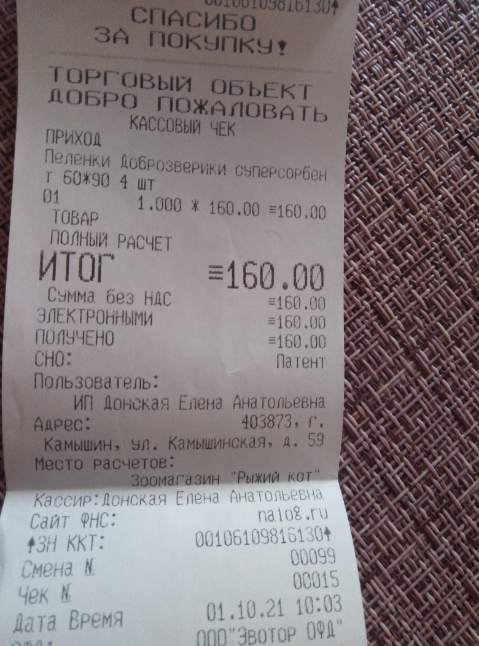 00106109816130↑
СПАСИБО
ЗА ПОКУПКУ!
ТОРГОВЫЙ ОБЪЕКТ
ДОБРО ПОЖАЛОВАТЬ
КАССОВЫЙ ЧЕК
ПРИХОД
Пеленки Доброзверики суперсорбен
т 60*90 4 шт
01 1.000 * 160.00 ≡160.00
ТОВАР
ПОЛНЫЙ РАСЧЕТ
ИТОГ ≡160.00
Сумма без НДС ≡160.00
ЭЛЕКТРОННЫМИ ≡160.00
ПОЛУЧЕНО ≡160.00
СНО: Патент
Пользователь:
ИП Донская Елена Анатольевна
Адрес: 403873, г.
Камышин, ул. Камышинская, д. 59
Место расчетов:
Зоомагазин "Рыжий кот"
Кассир:Донская Елена Анатольевна
Сайт ФНС: nalog.ru
↑ЗН ККТ: 00106109816130↑
Смена N 00099
Чек N 00015
Дата Время 01.10.21 10:03
ОФД: ООО"Эвотор ОФД"